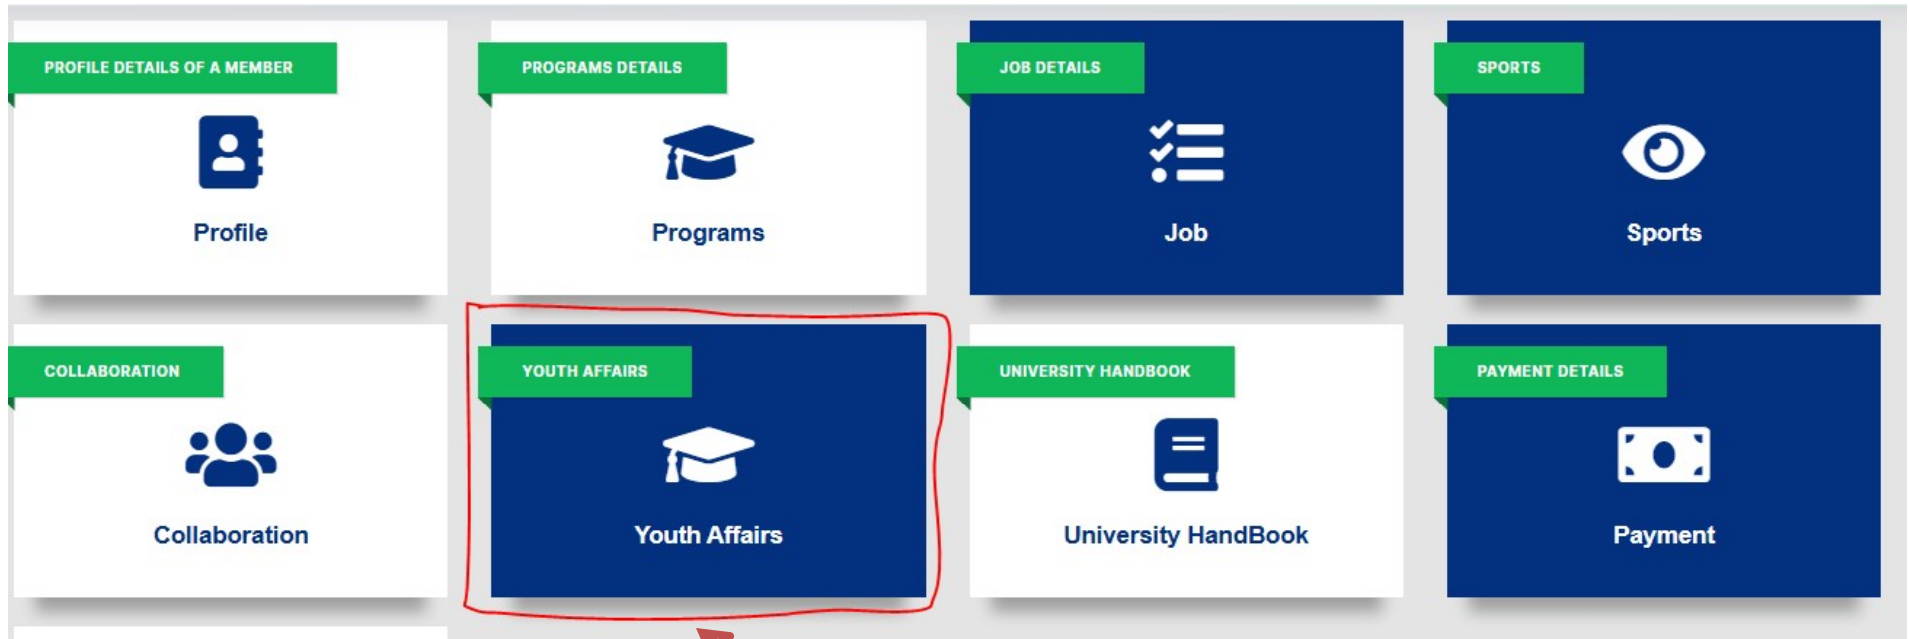 PROFILE DETAILS OF A MEMBER
Profile
PROGRAMS DETAILS
Programs
JOB DETAILS
Job
SPORTS
Sports
COLLABORATION
Collaboration
YOUTH AFFAIRS
Youth Affairs
UNIVERSITY HANDBOOK
University HandBook
PAYMENT DETAILS
Payment